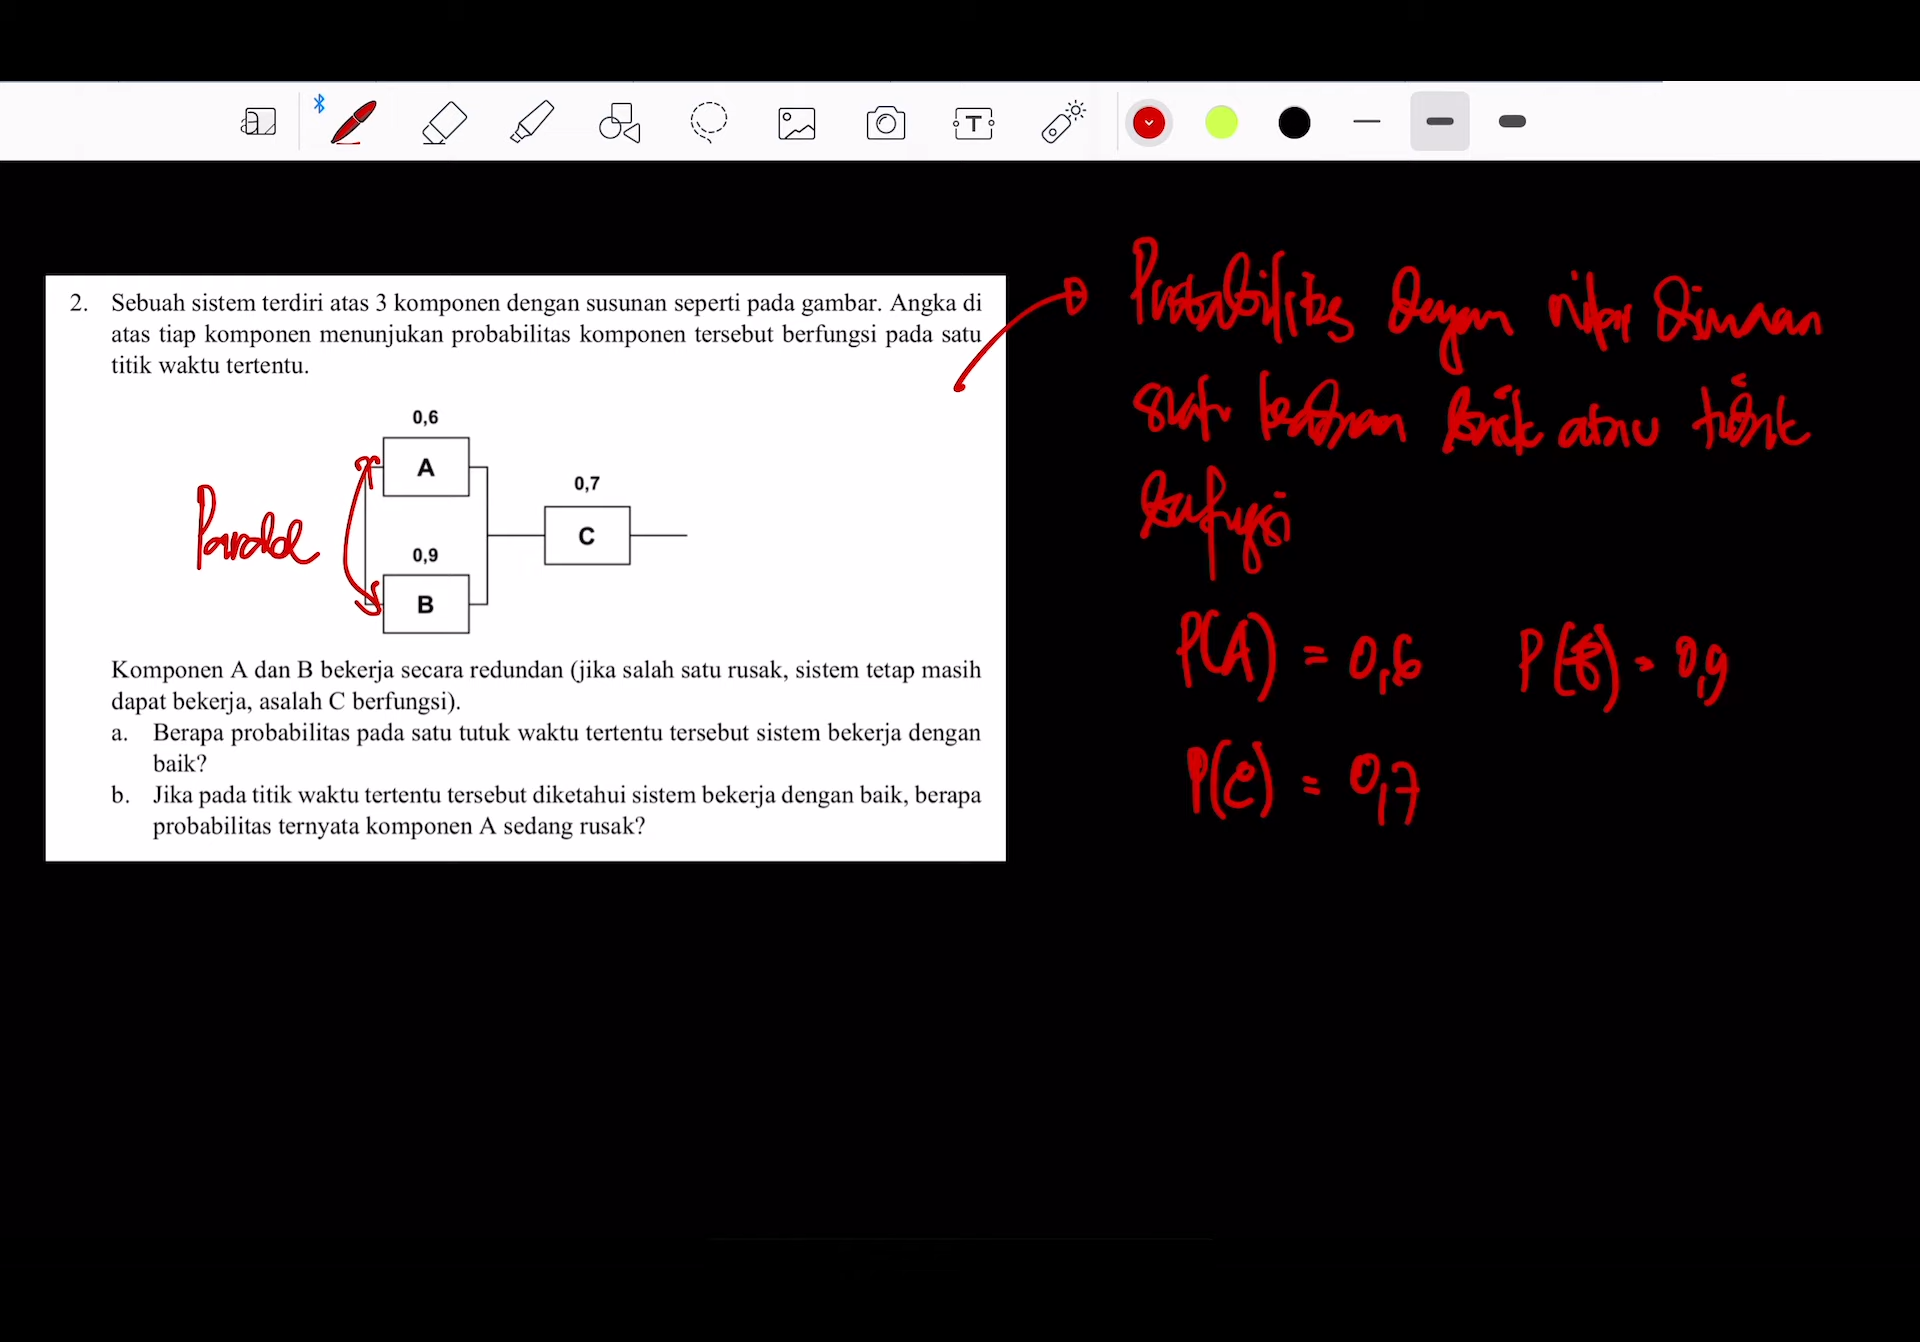 2. Sebuah sistem terdiri atas 3 komponen dengan susunan seperti pada gambar. Angka di
atas tiap komponen menunjukan probabilitas komponen tersebut berfungsi pada satu
titik waktu tertentu.
0,6
A
0,7
C
0,9
B
Komponen A dan B bekerja secara redundan (jika salah satu rusak, sistem tetap masih
dapat bekerja, asalah C berfungsi).
a. Berapa probabilitas pada satu tutuk waktu tertentu tersebut sistem bekerja dengan
baik?
b. Jika pada titik waktu tertentu tersebut diketahui sistem bekerja dengan baik, berapa
probabilitas ternyata komponen A sedang rusak?
Paralel
Probabilitas dengan nilai dimana
suatu keadaan baik atau tidak
P(A) = 0,6 P(B) = 0,9
P(C) = 0,7